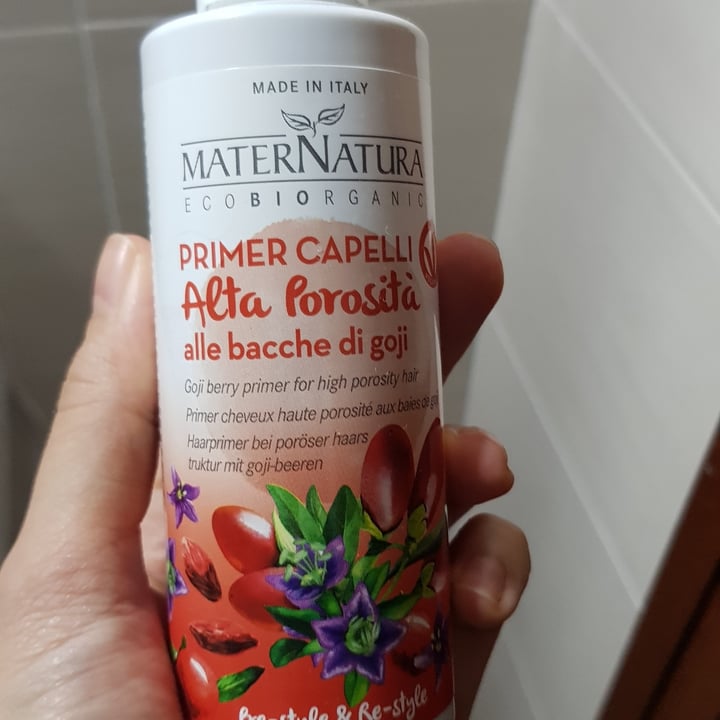 MADE IN ITALY
MATERNATURA
ECOBIORGANIC
PRIMER CAPELLI
Alta Porosità
alle bacche di goji
Goji berry primer for high porosity hair
Primer cheveux haute porosité aux baies de
Haarprimer bei poröser haars
truktur mit goji-beeren
Pre-style & Re-style